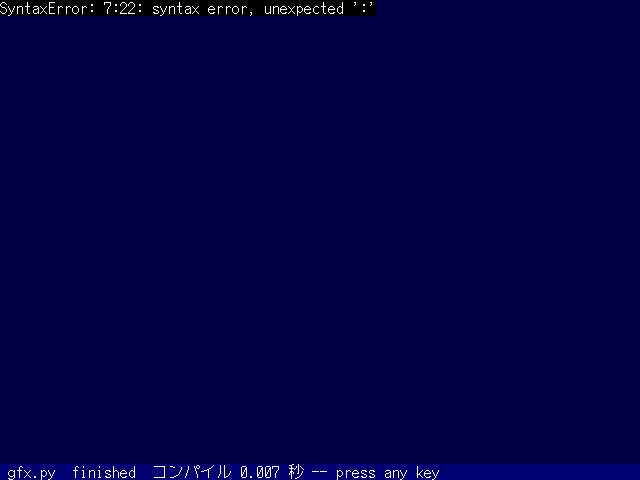 SyntaxError: 7:22: syntax error, unexpected ':'
gfx.py  finished  コンパイル 0.007 秒 -- press any key